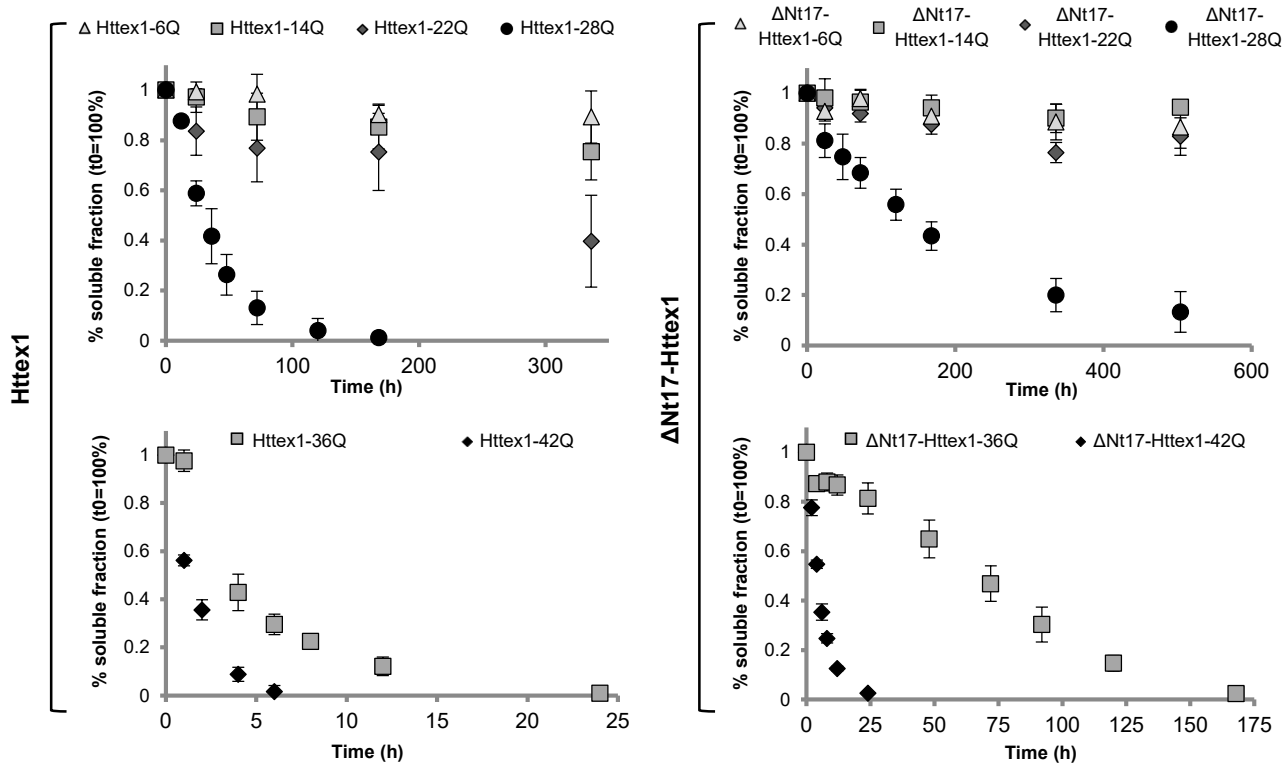 Httex1
Httex1-6Q Httex1-14Q Httex1-22Q Httex1-28Q
% soluble fraction (t0=100%)
1
0.8
0.6
0.4
0.2
0
0 100 200 300
Time (h)
Httex1-36Q Httex1-42Q
% soluble fraction (t0=100%)
1
0.8
0.6
0.4
0.2
0
0 5 10 15 20 25
Time (h)
ΔNt17-Httex1
ΔNt17- ΔNt17- ΔNt17- ΔNt17-
Httex1-6Q Httex1-14Q Httex1-22Q Httex1-28Q
% soluble fraction (t0=100%)
1
0.8
0.6
0.4
0.2
0
0 200 400 600
Time (h)
ΔNt17-Httex1-36Q ΔNt17-Httex1-42Q
% soluble fraction (t0=100%)
1
0.8
0.6
0.4
0.2
0
0 25 50 75 100 125 150 175
Time (h)